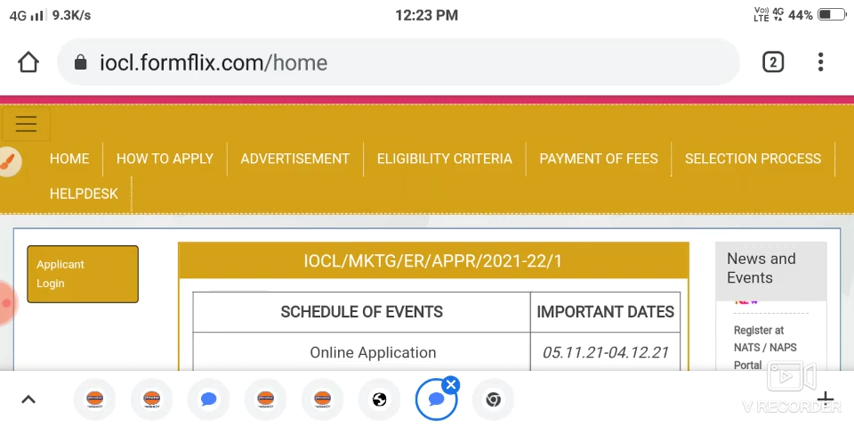 4G 9.3K/s 12:23 PM Vo) 4G LTE 44%
iocl.formflix.com/home 2
HOME HOW TO APPLY ADVERTISEMENT ELIGIBILITY CRITERIA PAYMENT OF FEES SELECTION PROCESS
HELPDESK
Applicant
Login
IOCL/MKTG/ER/APPR/2021-22/1
SCHEDULE OF EVENTS IMPORTANT DATES
Online Application 05.11.21-04.12.21
News and
Events
Register at
NATS / NAPS
Portal
V RECORDER